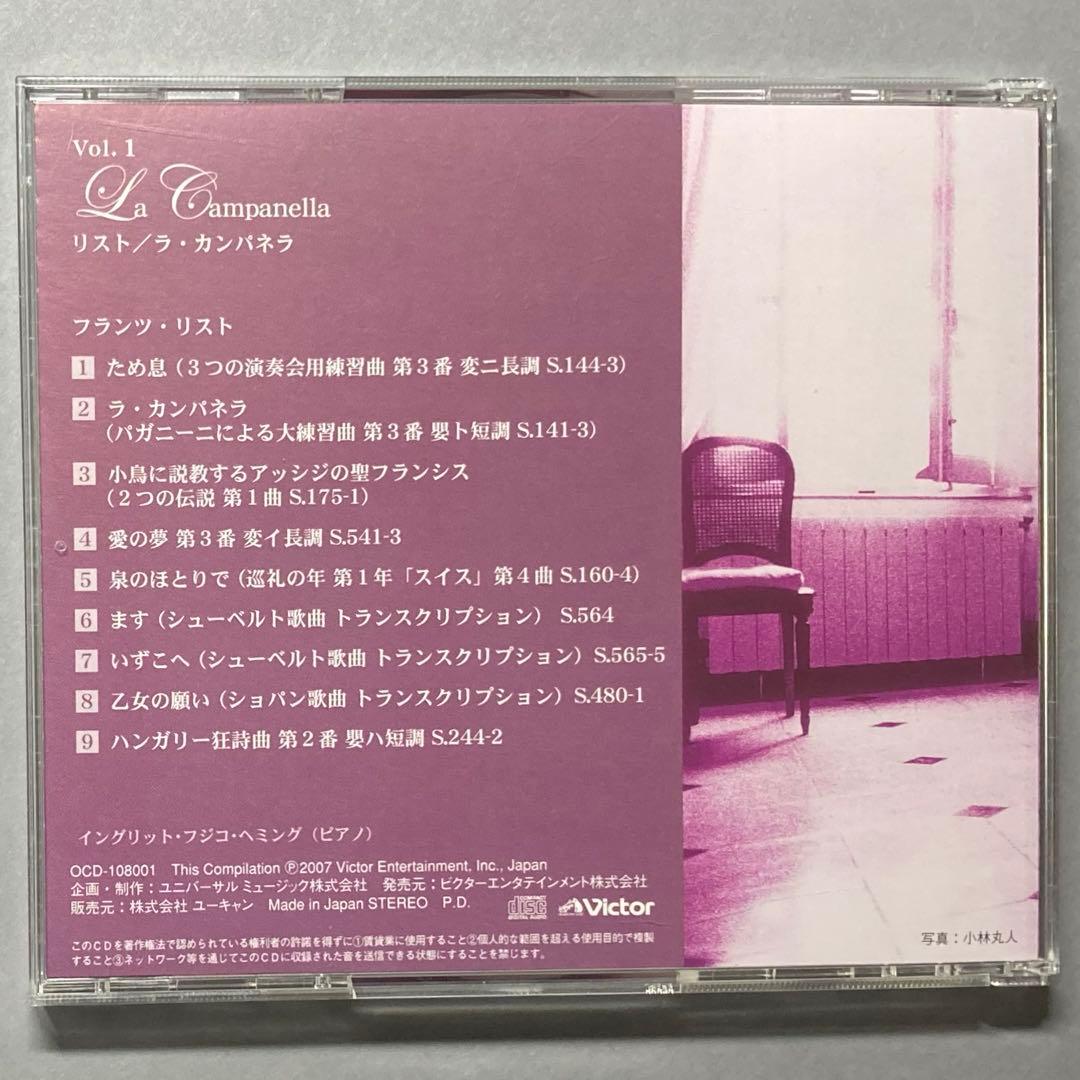 Vol. 1
La Campanella
リスト／ラ・カンパネラ
フランツ・リスト
1 ため息（３つの演奏会用練習曲 第３番 変ニ長調 S.144-3）
2 ラ・カンパネラ
（パガニーニによる大練習曲 第３番 嬰ト短調 S.141-3）
3 小鳥に説教するアッシジの聖フランシス
（２つの伝説 第１曲 S.175-1）
4 愛の夢 第３番 変イ長調 S.541-3
5 泉のほとりで（巡礼の年 第１年「スイス」第４曲 S.160-4）
6 ます（シューベルト歌曲 トランスクリプション） S.564
7 いずこへ（シューベルト歌曲 トランスクリプション）S.565-5
8 乙女の願い（ショパン歌曲 トランスクリプション）S.480-1
9 ハンガリー狂詩曲 第２番 嬰ハ短調 S.244-2
イングリット・フジコ・ヘミング（ピアノ）
OCD-108001 This Compilation Ⓟ2007 Victor Entertainment, Inc., Japan
企画・制作：ユニバーサル ミュージック株式会社 発売元：ビクターエンタテインメント株式会社
販売元：株式会社 ユーキャン Made in Japan STEREO P.D.
COMPACT disc DIGITAL AUDIO Victor
このＣＤを著作権法で認められている権利者の許諾を得ずに①賃貸業に使用すること②個人的な範囲を超える使用目的で複製
すること③ネットワーク等を通じてこのＣＤに収録された音を送信できる状態にすることを禁じます。
写真：小林丸人